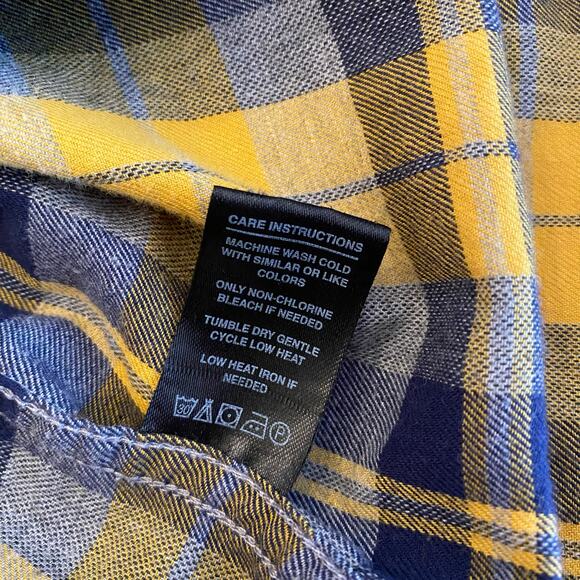 CARE INSTRUCTIONS
MACHINE WASH COLD
WITH SIMILAR OR LIKE
COLORS
ONLY NON-CHLORINE
BLEACH IF NEEDED
TUMBLE DRY GENTLE
CYCLE LOW HEAT
LOW HEAT IRON IF
NEEDED
30 P